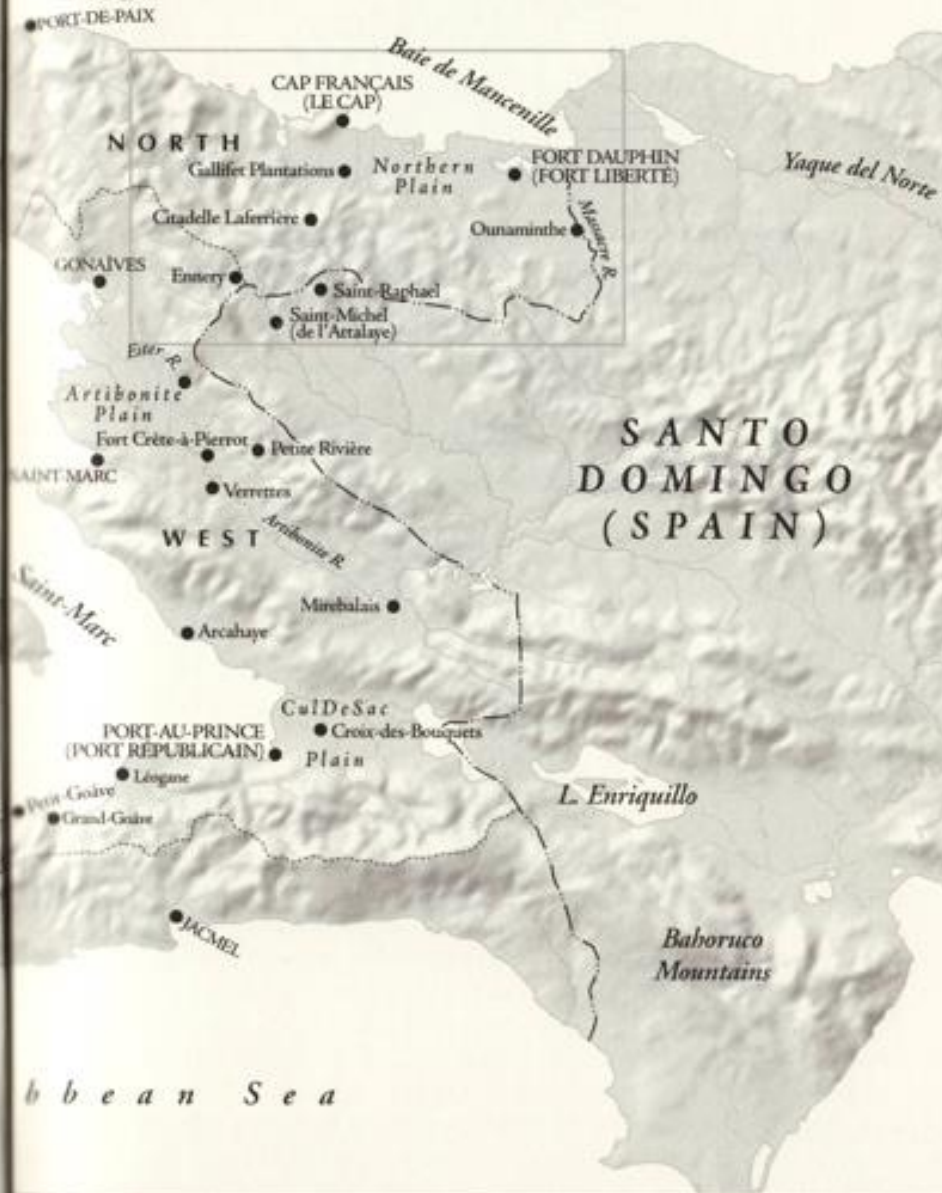 PORT-DE-PAIX
Baie de Mancenille
CAP FRANÇAIS
(LE CAP)
NORTH
Gallifet Plantations
Northern
Plain
FORT DAUPHIN
(FORT LIBERTÉ)
Yaque del Norte
Citadelle Laferrière
Ounaminthe
Massacre R.
GONAÏVES
Ennery
Saint-Raphael
Saint-Michel
(de l'Attalaye)
Ester R.
Artibonite
Plain
SANTO
DOMINGO
(SPAIN)
Fort Crète-à-Pierrot
Petite Rivière
SAINT MARC
Verrettes
WEST
Artibonite R.
Saint-Marc
Mirebalais
Arcahaye
CulDeSac
Plain
Croix-des-Bouquets
PORT-AU-PRINCE
(PORT RÉPUBLICAIN)
Léogane
Petit-Goâve
Grand-Goâve
L. Enriquillo
JACMEL
Bahoruco
Mountains
bbean Sea